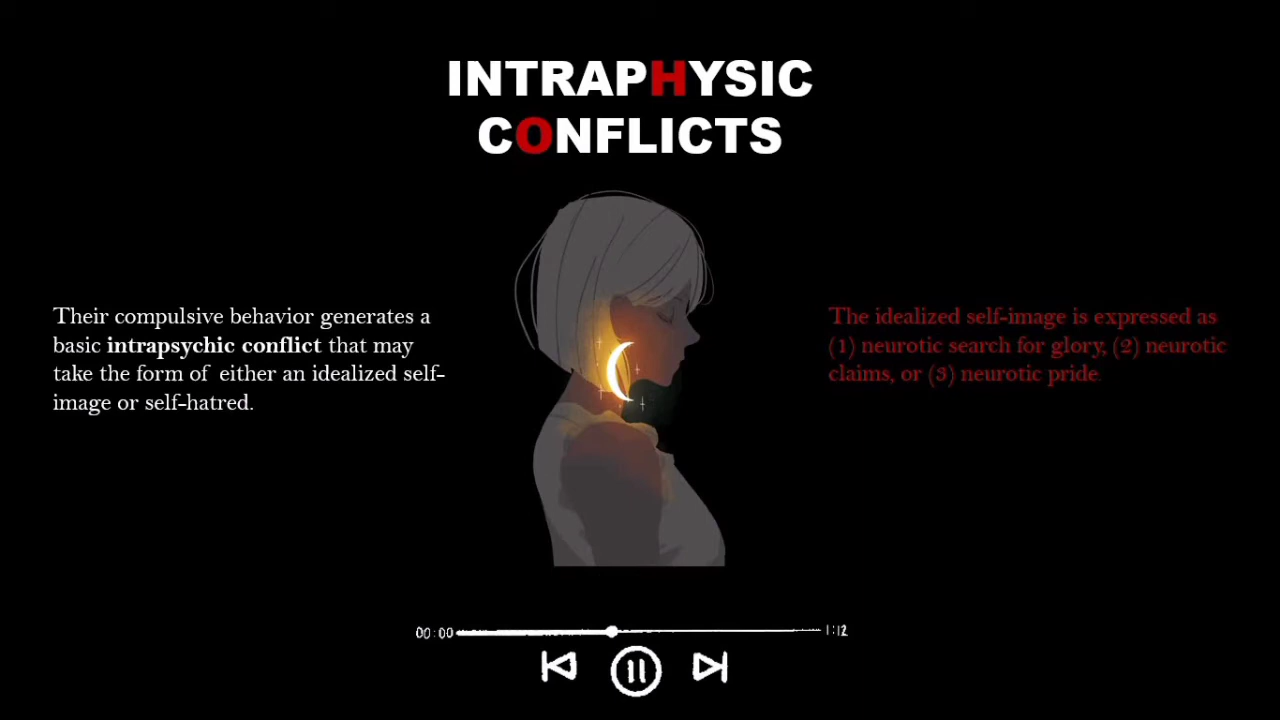 INTRAPHYSIC
CONFLICTS
Their compulsive behavior generates a
basic intrapsychic conflict that may
take the form of either an idealized self-
image or self-hatred.
The idealized self-image is expressed as
(1) neurotic search for glory, (2) neurotic
claims, or (3) neurotic pride.
00:00
1:12